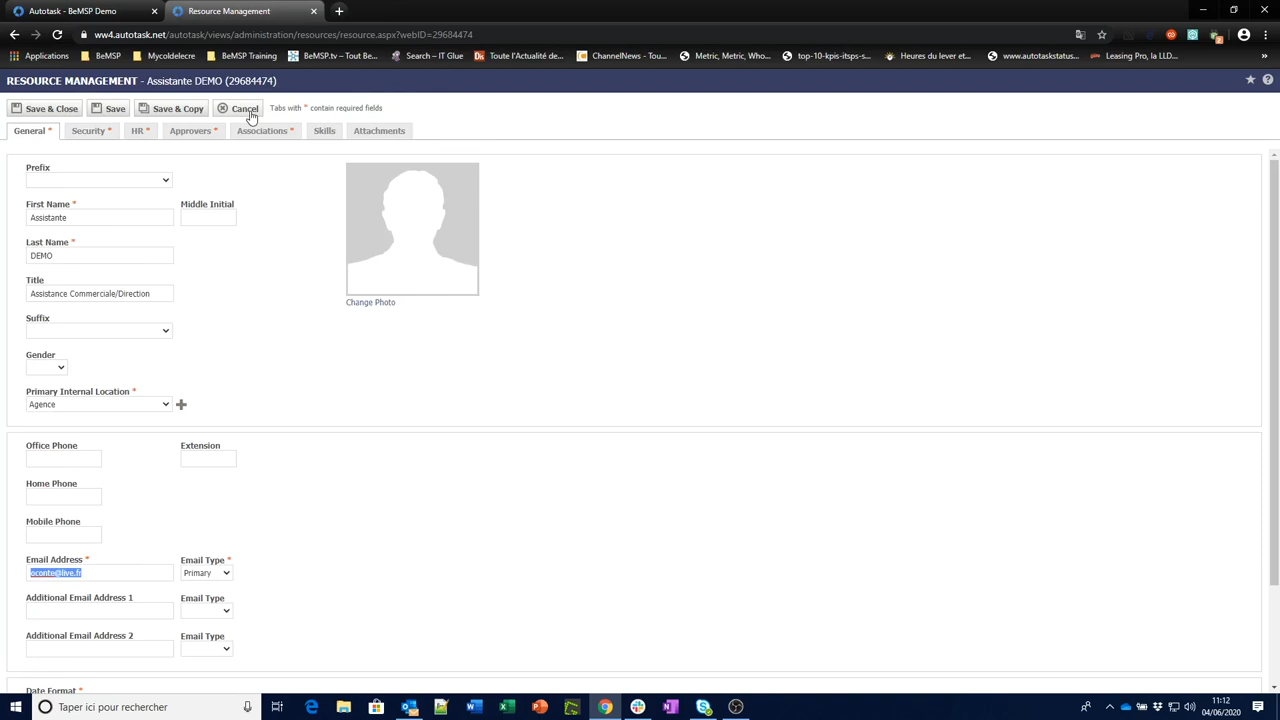 Autotask - BeMSP Demo
Resource Management
ww4.autotask.net/autotask/views/administration/resources/resource.aspx?webID=29684474
Applications
BeMSP
Mycoldelecre
BeMSP Training
BeMSP.tv – Bouquet...
Search – IT Glue
Toute l'Actualité de...
ChannelNews
Metric, Metric, Who...
top-10-kpis-itsps-s...
Heures du lever et...
www.autotaskstatus...
Leasing Pro, la LLD...
RESOURCE MANAGEMENT - Assistante DEMO (29684474)
Save & Close
Save
Save & Copy
Cancel
Tabs with * contain required fields
General *
Security *
HR *
Approvers *
Associations *
Skills
Attachments
Prefix
First Name *
Middle Initial
Assistante
Last Name *
DEMO
Title
Assistance Commerciale/Direction
Change Photo
Suffix
Gender
Primary Internal Location *
Agence
Office Phone
Extension
Home Phone
Mobile Phone
Email Address *
Email Type *
oconte@live.fr
Primary
Additional Email Address 1
Email Type
Additional Email Address 2
Email Type
Date Format *
Taper ici pour rechercher
11:12
04/06/2020